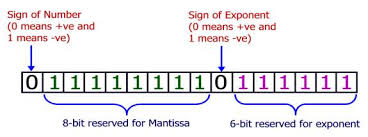 Sign of Number
(0 means +ve and
1 means -ve)
Sign of Exponent
(0 means +ve and
1 means -ve)
0 1 1 1 1 1 1 1 1 0 1 1 1 1 1 1
8-bit reserved for Mantissa
6-bit reserved for exponent